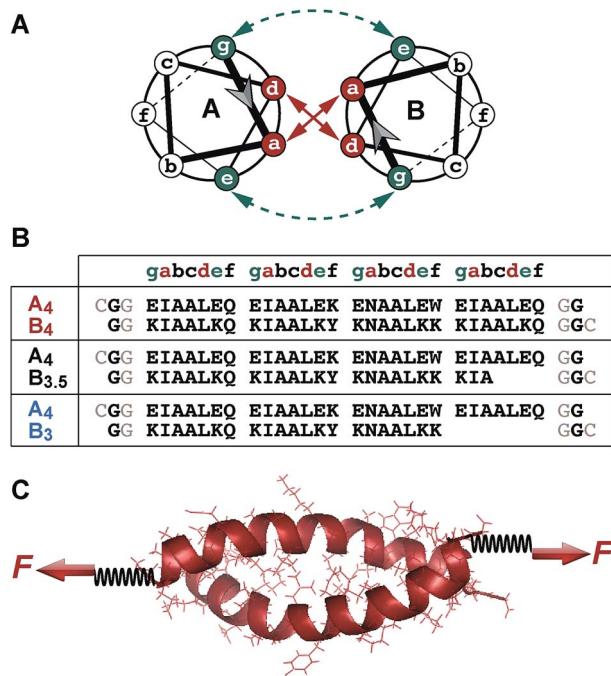 A
g
e
c
d
a
b
f
A
B
f
b
a
d
c
e
g
B
gabcdef gabcdef gabcdef gabcdef
A4 CGG EIAALEQ EIAALEK ENAALEW EIAALEQ GG
B4 GG KIAALKQ KIAALKY KNAALKK KIAALKQ GGC
A4 CGG EIAALEQ EIAALEK ENAALEW EIAALEQ GG
B3.5 GG KIAALKQ KIAALKY KNAALKK KIA GGC
A4 CGG EIAALEQ EIAALEK ENAALEW EIAALEQ GG
B3 GG KIAALKQ KIAALKY KNAALKK GGC
C
F
F